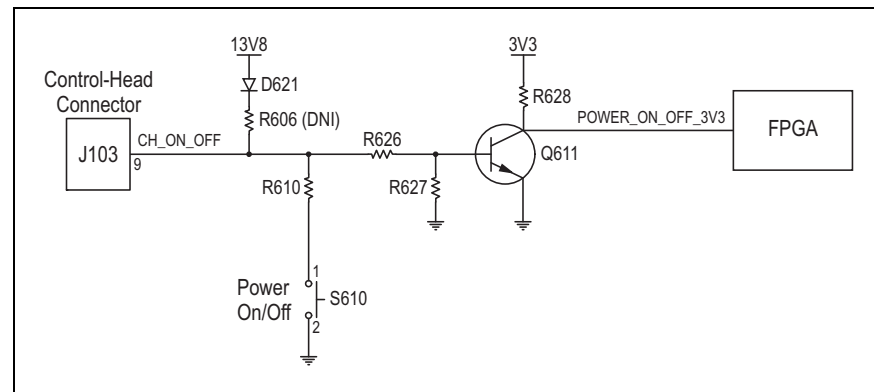 13V8
3V3
Control-Head
Connector
D621
R628
R606 (DNI)
POWER_ON_OFF_3V3
FPGA
CH_ON_OFF
R626
J103
9
Q611
R610
R627
1
Power
On/Off
S610
2